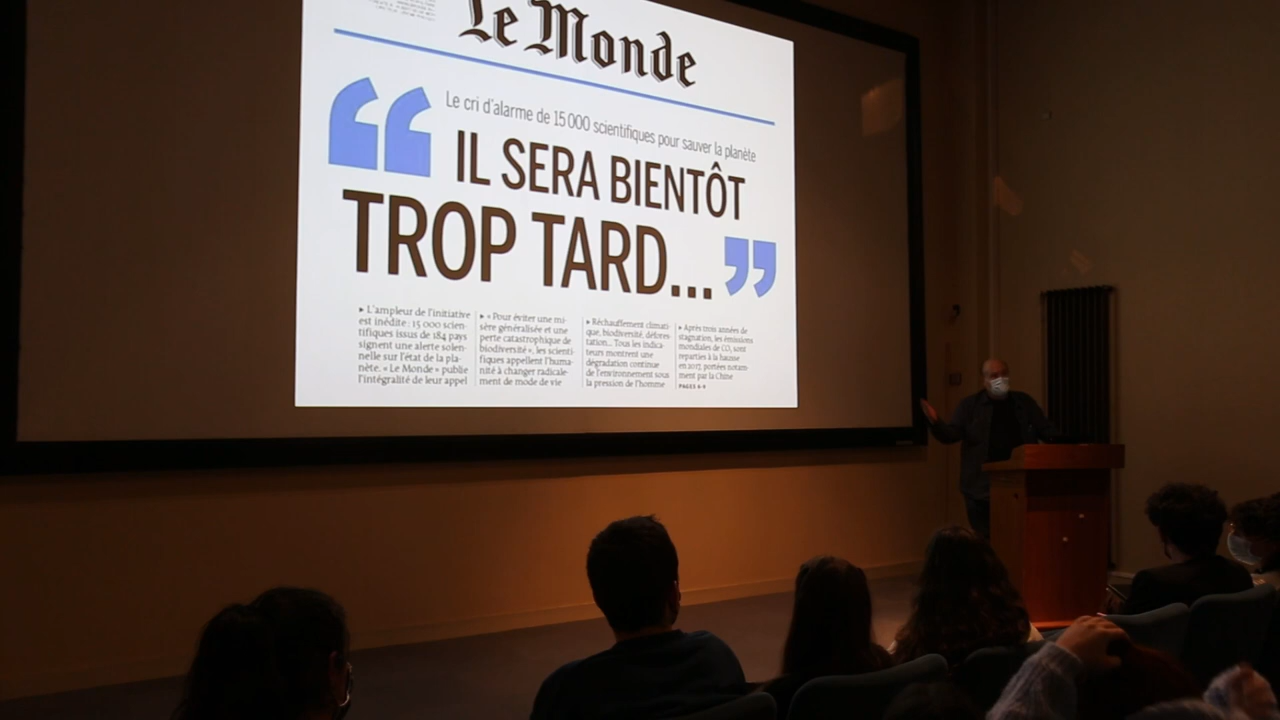 Le Monde
Le cri d'alarme de 15 000 scientifiques pour sauver la planète
“ IL SERA BIENTÔT
TROP TARD... ”
▸ L'ampleur de l'initiative
est inédite : 15 000 scien-
tifiques issus de 184 pays
signent une alerte solen-
nelle sur l'état de la pla-
nète. « Le Monde » publie
l'intégralité de leur appel
▸ « Pour éviter une mi-
sère généralisée et une
perte catastrophique de
biodiversité », les scienti-
fiques appellent l'huma-
nité à changer radicale-
ment de mode de vie
▸ Réchauffement climati-
que, biodiversité, défores-
tation... Tous les indica-
teurs montrent une
dégradation continue
de l'environnement sous
la pression de l'homme
▸ Après trois années de
stagnation, les émissions
mondiales de CO₂ sont
reparties à la hausse
en 2017, portées notam-
ment par la Chine
PAGES 6-9